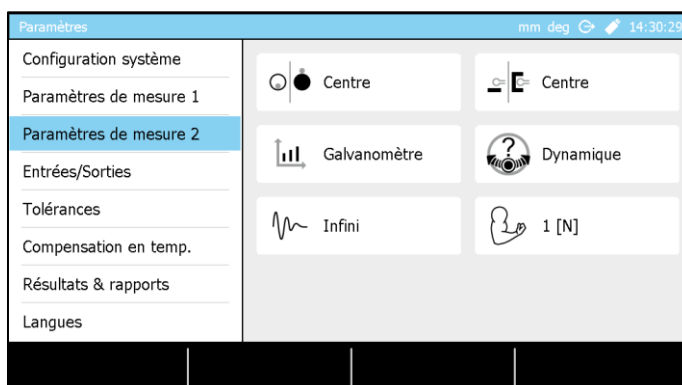 Paramètres mm deg 14:30:29
Configuration système
Paramètres de mesure 1
Paramètres de mesure 2
Entrées/Sorties
Tolérances
Compensation en temp.
Résultats & rapports
Langues
Centre Centre
Galvanomètre ? Dynamique
Infini 1 [N]